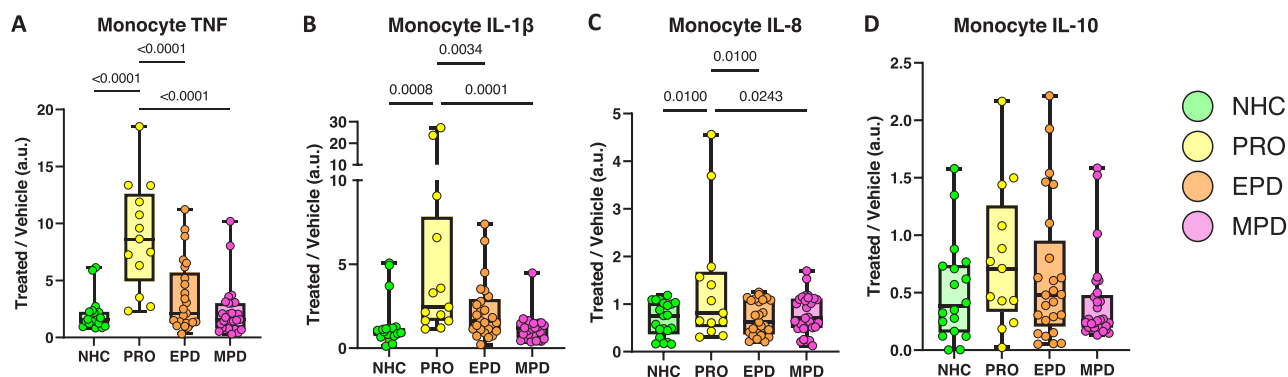 A Monocyte TNF
<0.0001
<0.0001
<0.0001
Treated / Vehicle (a.u.)
20
15
10
5
0
NHC PRO EPD MPD
B Monocyte IL-1β
0.0034
0.0008 0.0001
Treated / Vehicle (a.u.)
30
20
10
10
5
0
NHC PRO EPD MPD
C Monocyte IL-8
0.0100
0.0100 0.0243
Treated / Vehicle (a.u.)
5
4
3
2
1
0
NHC PRO EPD MPD
D Monocyte IL-10
Treated / Vehicle (a.u.)
2.5
2.0
1.5
1.0
0.5
0.0
NHC PRO EPD MPD
NHC
PRO
EPD
MPD